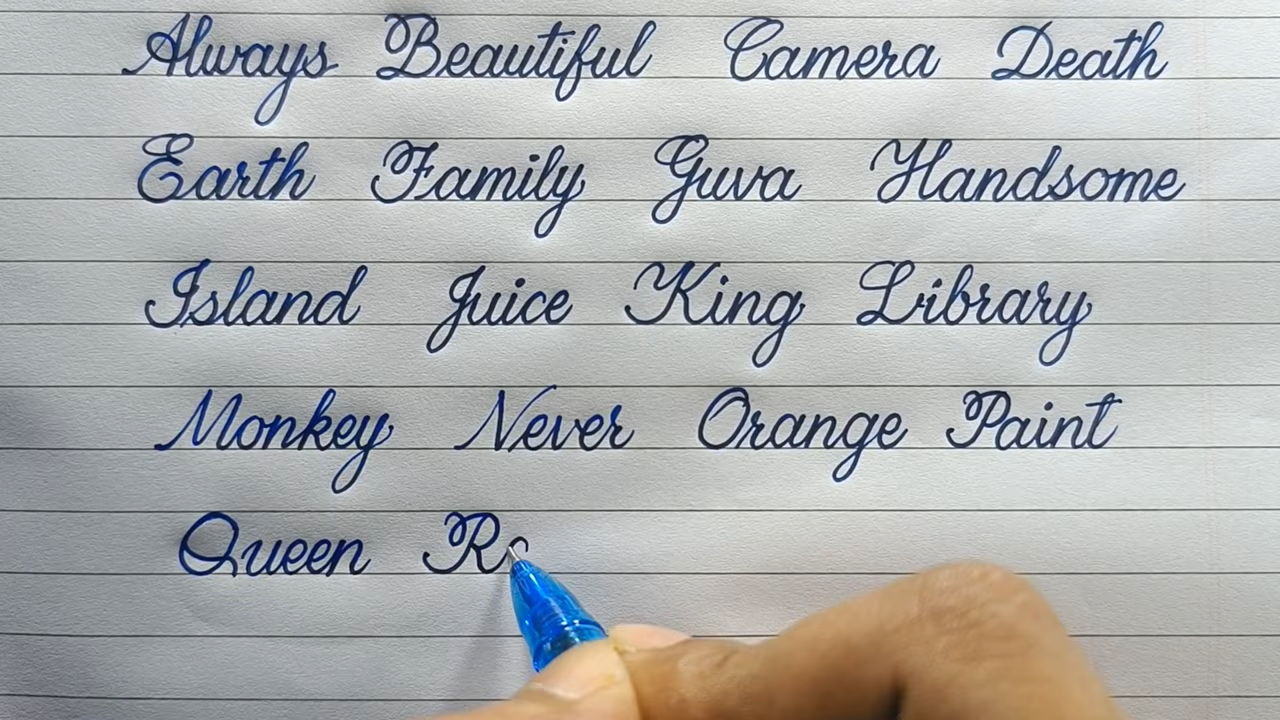 Always Beautiful Camera Death
Earth Family Guva Handsome
Island Juice King Library
Monkey Never Orange Paint
Queen